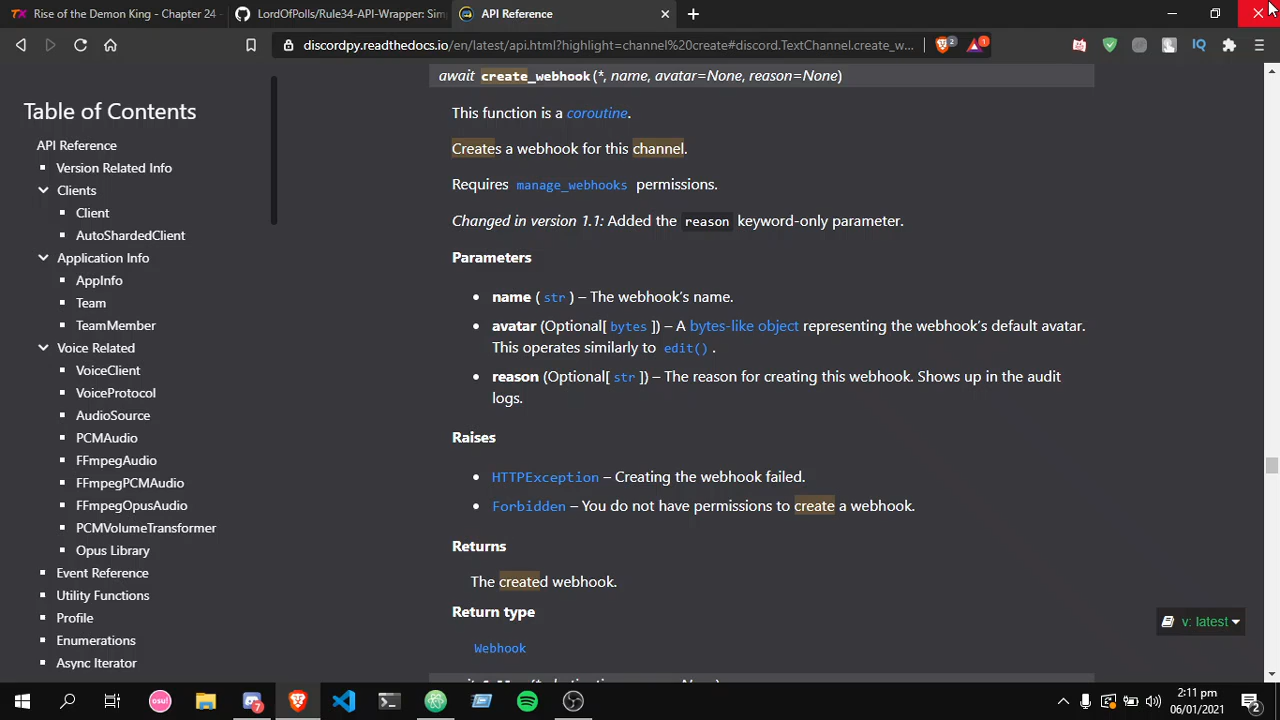 Rise of the Demon King - Chapter 24 -
LordOfPolls/Rule34-API-Wrapper: Sim
API Reference
discordpy.readthedocs.io/en/latest/api.html?highlight=channel%20create#discord.TextChannel.create_w...
2
1
IQ
Table of Contents
API Reference
Version Related Info
Clients
Client
AutoShardedClient
Application Info
AppInfo
Team
TeamMember
Voice Related
VoiceClient
VoiceProtocol
AudioSource
PCMAudio
FFmpegAudio
FFmpegPCMAudio
FFmpegOpusAudio
PCMVolumeTransformer
Opus Library
Event Reference
Utility Functions
Profile
Enumerations
Async Iterator
await create_webhook(*, name, avatar=None, reason=None)
This function is a coroutine.
Creates a webhook for this channel.
Requires manage_webhooks permissions.
Changed in version 1.1: Added the reason keyword-only parameter.
Parameters
name (str) – The webhook's name.
avatar (Optional[bytes]) – A bytes-like object representing the webhook's default avatar.
This operates similarly to edit().
reason (Optional[str]) – The reason for creating this webhook. Shows up in the audit
logs.
Raises
HTTPException – Creating the webhook failed.
Forbidden – You do not have permissions to create a webhook.
Returns
The created webhook.
Return type
Webhook
v: latest
osu!
7
2:11 pm
06/01/2021
2